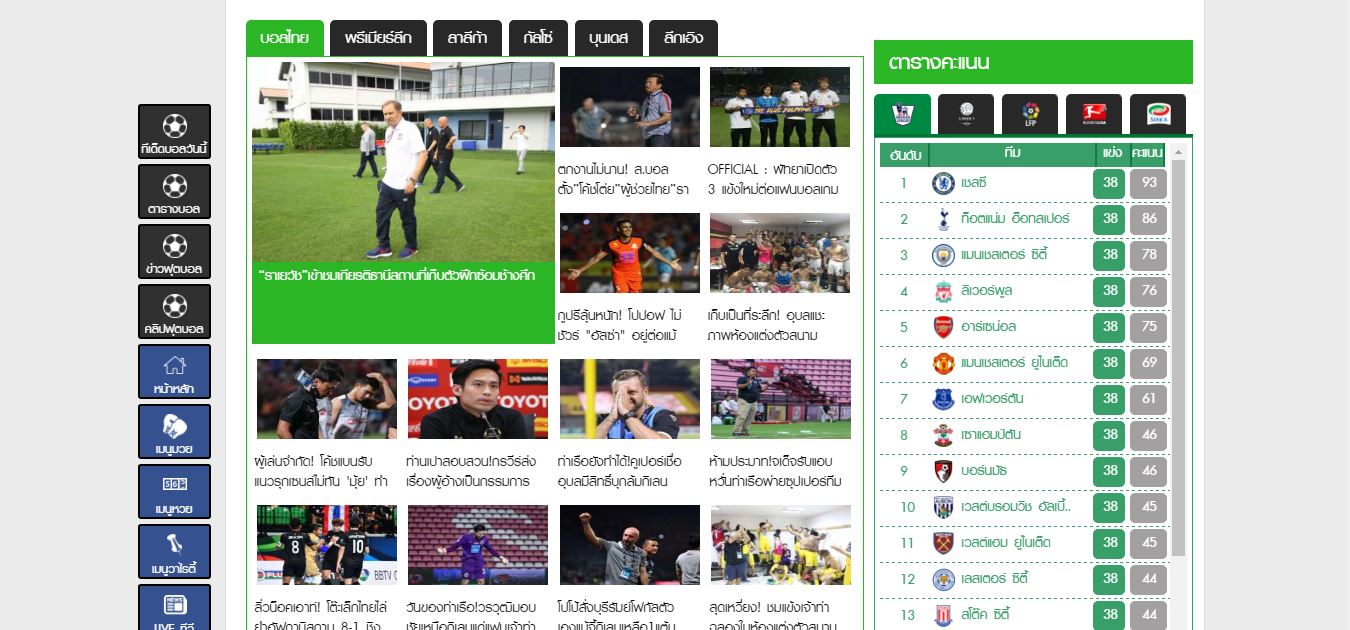 บอลไทย พรีเมียร์ลีก ลาลีก้า กัลโช่ บุนเดส ลีกเอิง
ตารางคะแนน
ทีเด็ดบอลวันนี้
ตารางบอล
ข่าวฟุตบอล
คลิปฟุตบอล
หน้าหลัก
เมนูมวย
เมนูหวย
เมนูวาไรตี้
LIVE ทีวี
“ราเยวัช”เข้าชมเกียรติธานีสถานที่เก็บตัวฝึกซ้อมช้างศึก
ตกงานไม่นาน! ส.บอล
ตั้ง”โค้ชโต่ย”ผู้ช่วยไทย”รา
OFFICIAL : พัทยาเปิดตัว
3 แข้งใหม่ต่อแฟนบอลเกม
กูปรีลุ้นหนัก! โปปอฟ ไม่
ชัวร์ "อัสซ่า" อยู่ต่อแม้
เก็บเป็นที่ระลึก! อุบลแชะ
ภาพห้องแต่งตัวสนาม
ผู้เล่นจำกัด! โค้ชแบนรับ
แนวรุกเซนส์ไม่ทัน 'มุ้ย' ทำ
ท่านเปาสอบสวน!กรวีร์ส่ง
เรื่องผู้อ้างเป็นกรรมการ
ท่าเรือยังทำได้!คูเปอร์เชื่อ
อุบลมีสิทธิ์บุกล้มกิเลน
ห้ามประมาท!จเด็จรับแอบ
หวั่นท่าเรือพ่ายซุปเปอร์ทีม
สิ่วน็อคเอาท์! โต๊ะเล็กไทยไล่
ยำอัฟกานิสถาน 8-1 ชิง
วันของท่าเรือ!วรวุฒิมอบ
ชัยเหนือกิเลนแด่แฟนเจ้าท่า
โปโป้สั่งบุรีรัมย์โฟกัสตัว
เองแม้จี้กิเลนเหลือ1แต้ม
สุดเหวี่ยง! ชมแข้งเจ้าท่า
ฉลองในห้องแต่งตัวสนาม
อันดับ ทีม แข่ง คะแนน
1 เชลซี 38 93
2 ท็อตแน่ม ฮ็อทสเปอร์ 38 86
3 แมนเชสเตอร์ ซิตี้ 38 78
4 ลิเวอร์พูล 38 76
5 อาร์เซน่อล 38 75
6 แมนเชสเตอร์ ยูไนเต็ด 38 69
7 เอฟเวอร์ตัน 38 61
8 เซาแธมป์ตัน 38 46
9 บอร์นมัธ 38 46
10 เวสต์บรอมวิช อัลเบี้.. 38 45
11 เวสต์แฮม ยูไนเต็ด 38 45
12 เลสเตอร์ ซิตี้ 38 44
13 สโต๊ค ซิตี้ 38 44